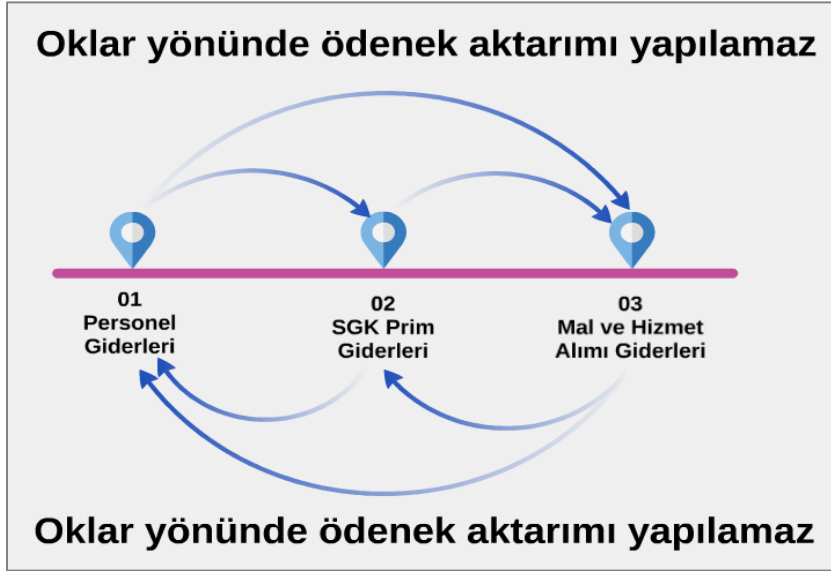 Oklar yönünde ödenek aktarımı yapılamaz
01
Personel
Giderleri
02
SGK Prim
Giderleri
03
Mal ve Hizmet
Alımı Giderleri
Oklar yönünde ödenek aktarımı yapılamaz